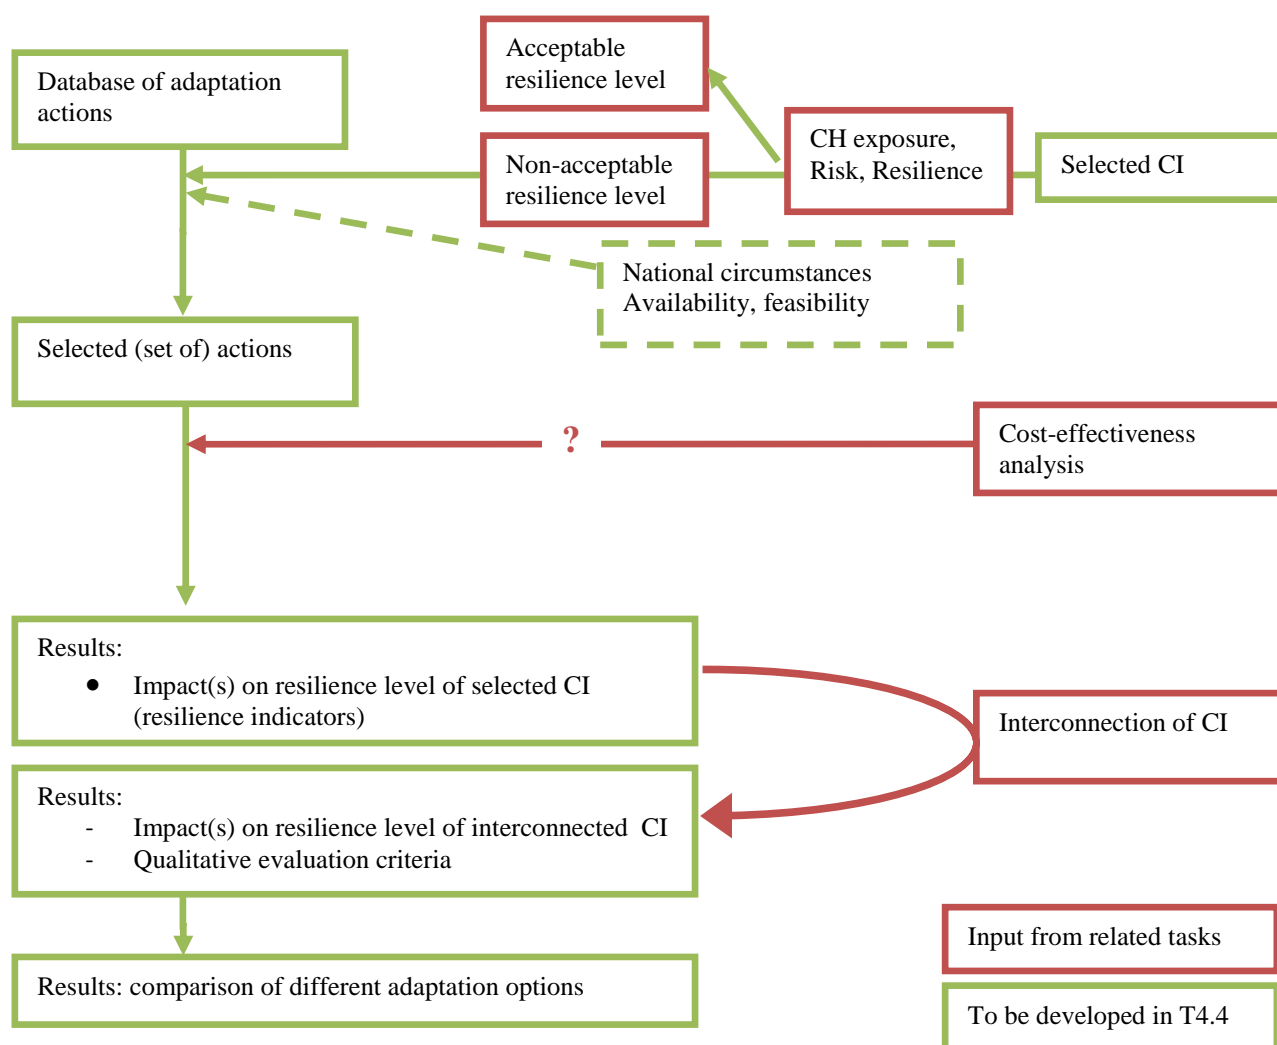 Acceptable
resilience level
Database of adaptation
actions
CH exposure,
Risk, Resilience
Non-acceptable
resilience level
Selected CI
National circumstances
Availability, feasibility
Selected (set of) actions
?
Cost-effectiveness
analysis
Results:
● Impact(s) on resilience level of selected CI
(resilience indicators)
Interconnection of CI
Results:
- Impact(s) on resilience level of interconnected CI
- Qualitative evaluation criteria
Input from related tasks
Results: comparison of different adaptation options
To be developed in T4.4